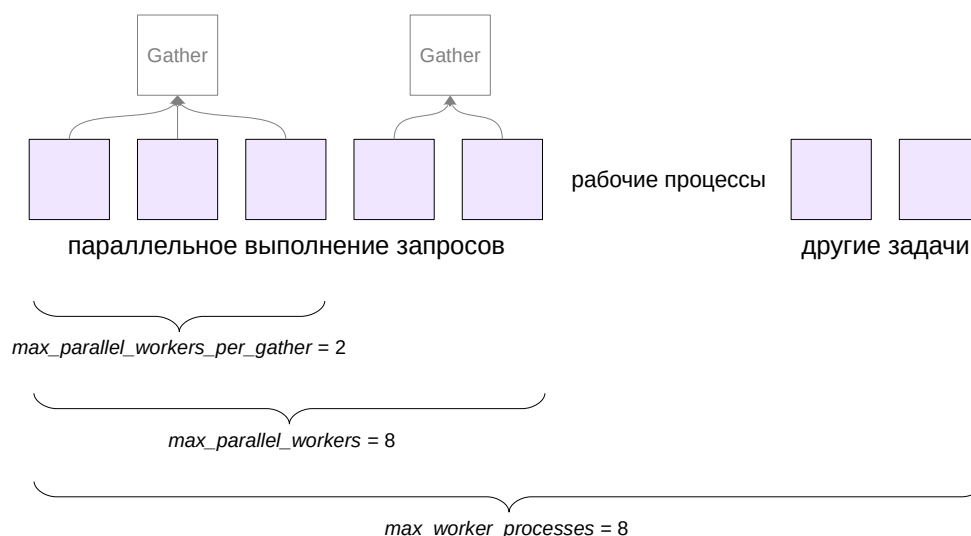 Gather
Gather
рабочие процессы
параллельное выполнение запросов
другие задачи
max_parallel_workers_per_gather = 2
max_parallel_workers = 8
max_worker_processes = 8